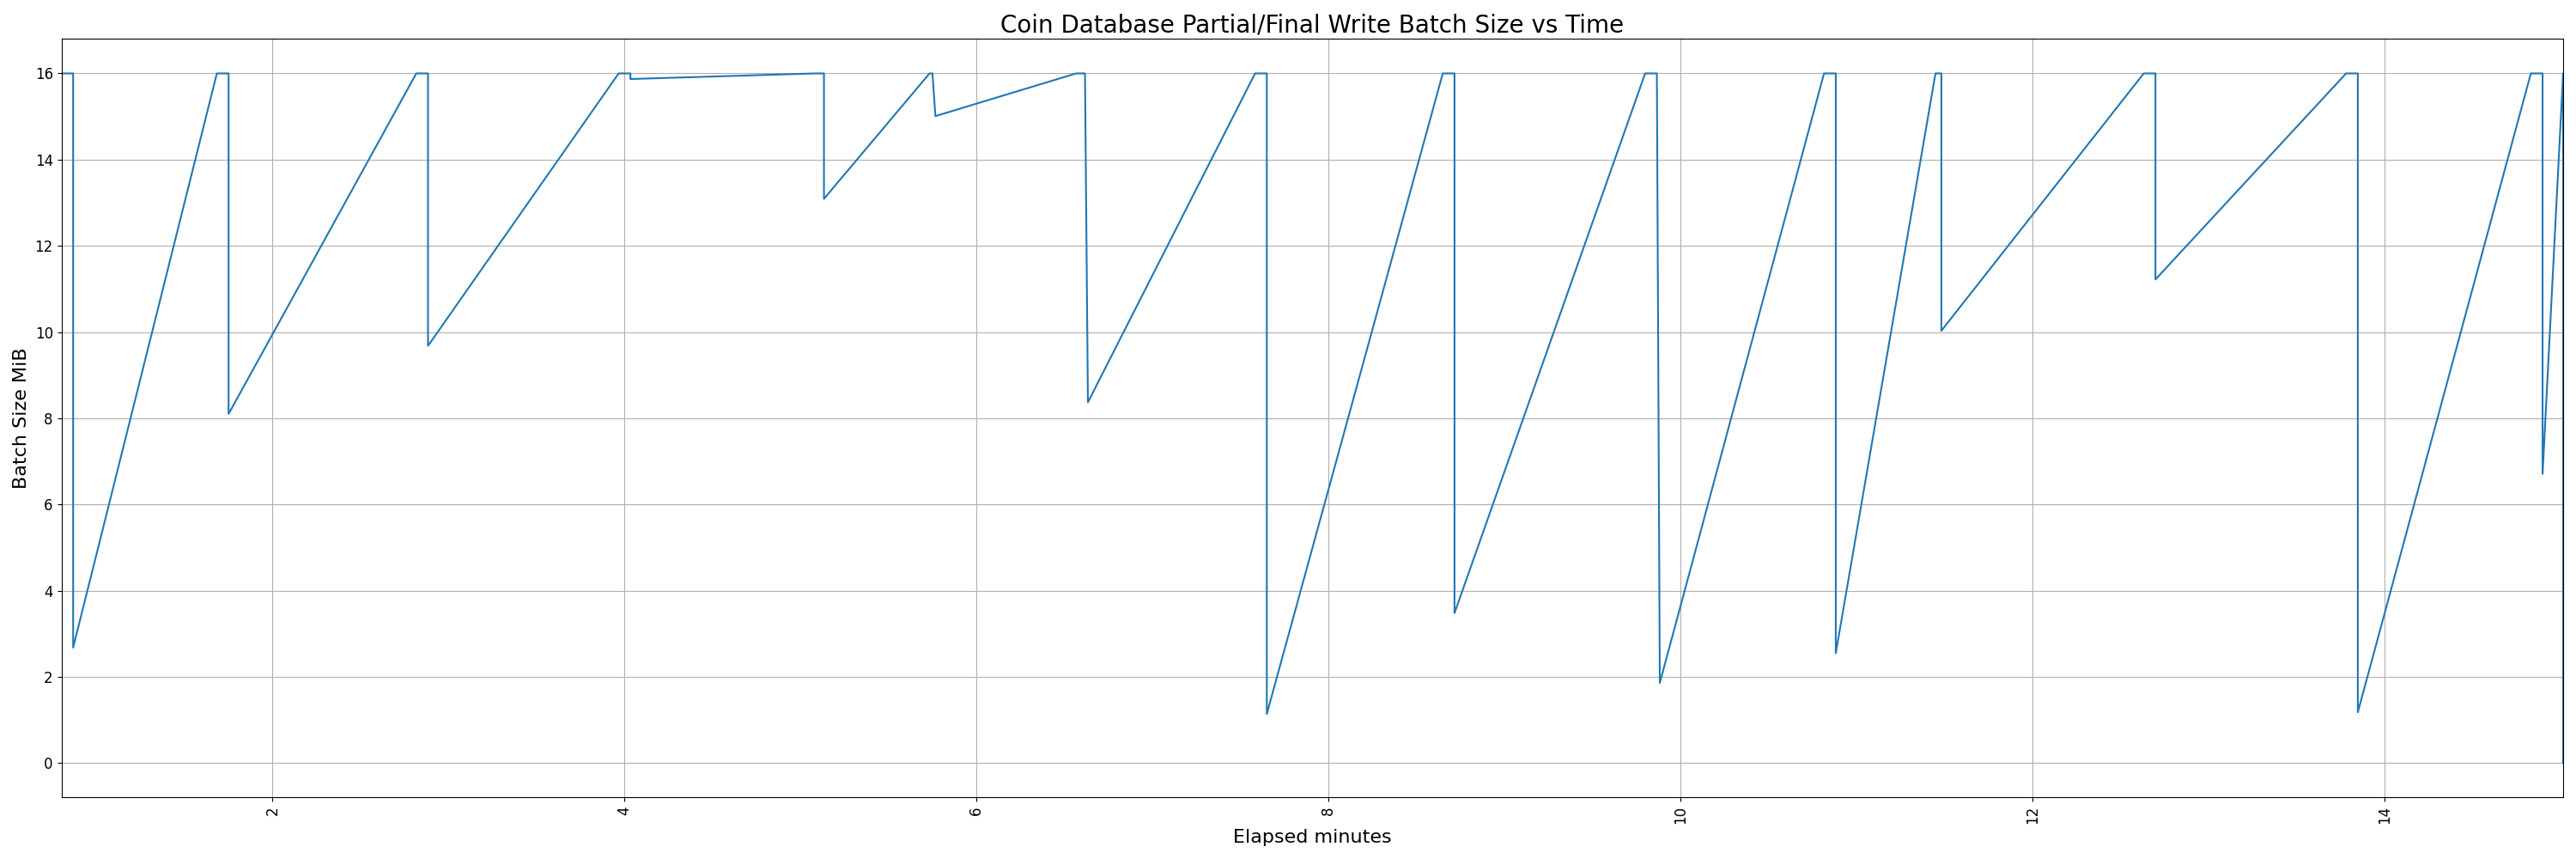 Coin Database Partial/Final Write Batch Size vs Time
Batch Size MiB
16
14
12
10
8
6
4
2
0
2 4 6 8 10 12 14
Elapsed minutes